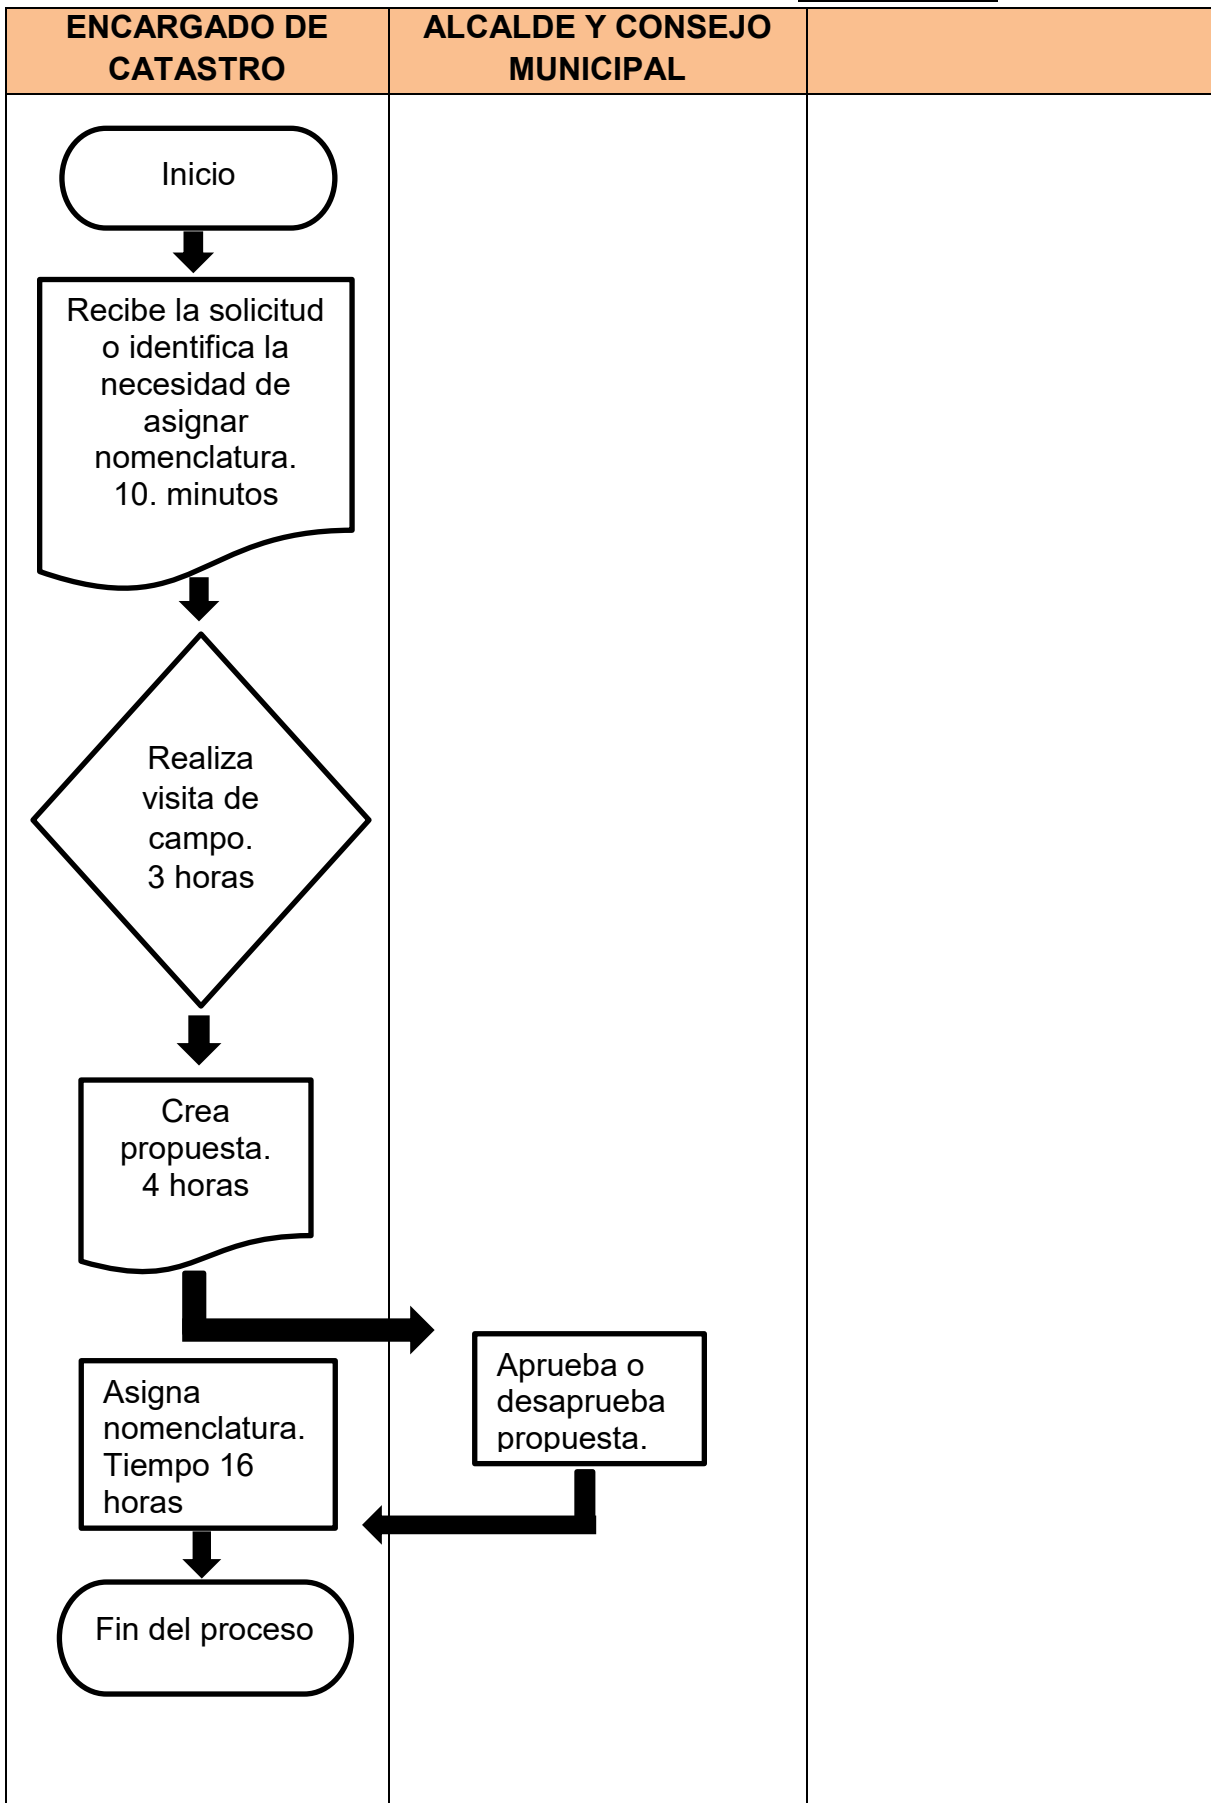 ENCARGADO DE
CATASTRO
ALCALDE Y CONSEJO
MUNICIPAL
Inicio
Recibe la solicitud
o identifica la
necesidad de
asignar
nomenclatura.
10. minutos
Realiza
visita de
campo.
3 horas
Crea
propuesta.
4 horas
Aprueba o
desaprueba
propuesta.
Asigna
nomenclatura.
Tiempo 16
horas
Fin del proceso